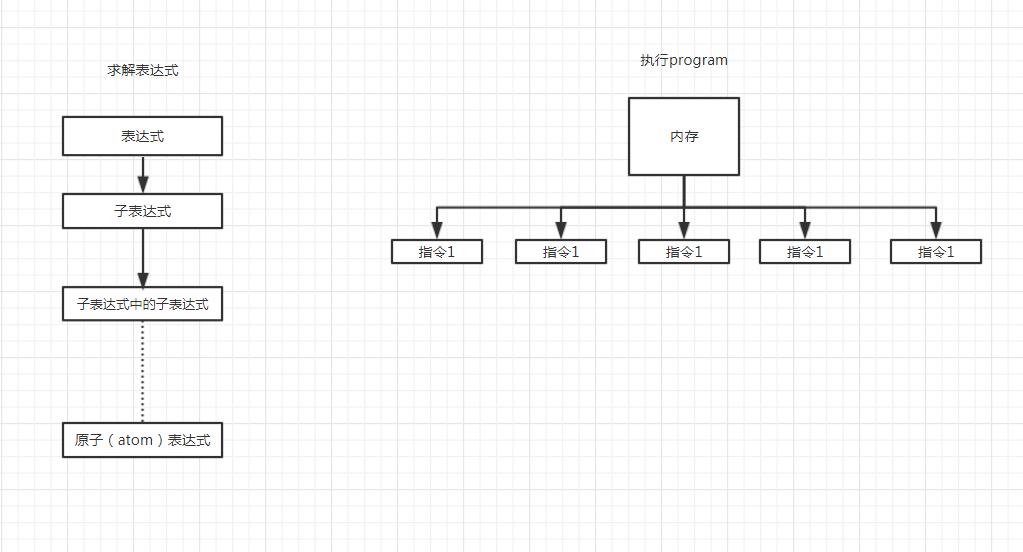 求解表达式
表达式
子表达式
子表达式中的子表达式
原子（atom）表达式
执行program
内存
指令1
指令1
指令1
指令1
指令1